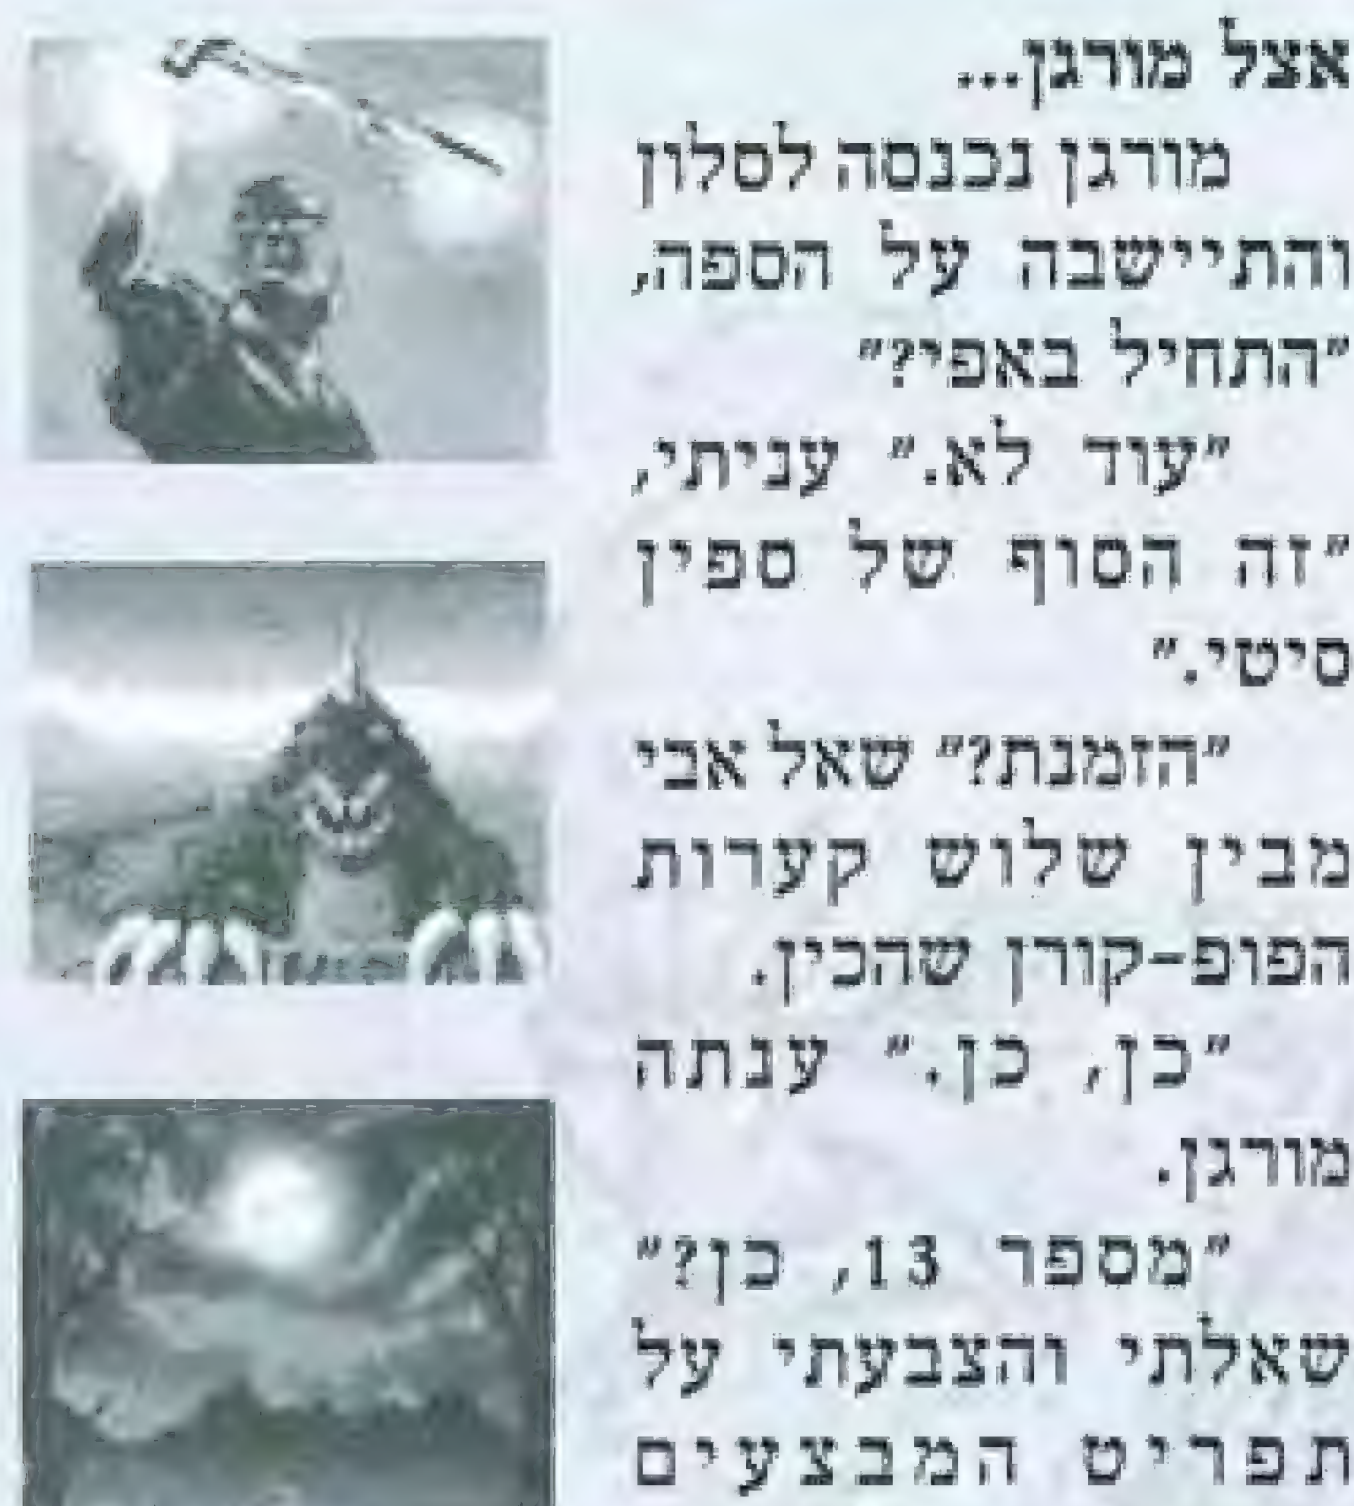 אצל מורגן...
מורגן נכנסה לסלון
והתיישבה על הספה,
"התחיל באפי?"
"עוד לא." עניתי,
"זה הסוף של ספין
סיטי."
"הזמנת?" שאל אבי
מבין שלוש קערות
הפופ-קורן שהכין.
"כן, כן." ענתה
מורגן.
"מספר 13, כן?"
שאלתי והצבעתי על
תפריט המבצעים